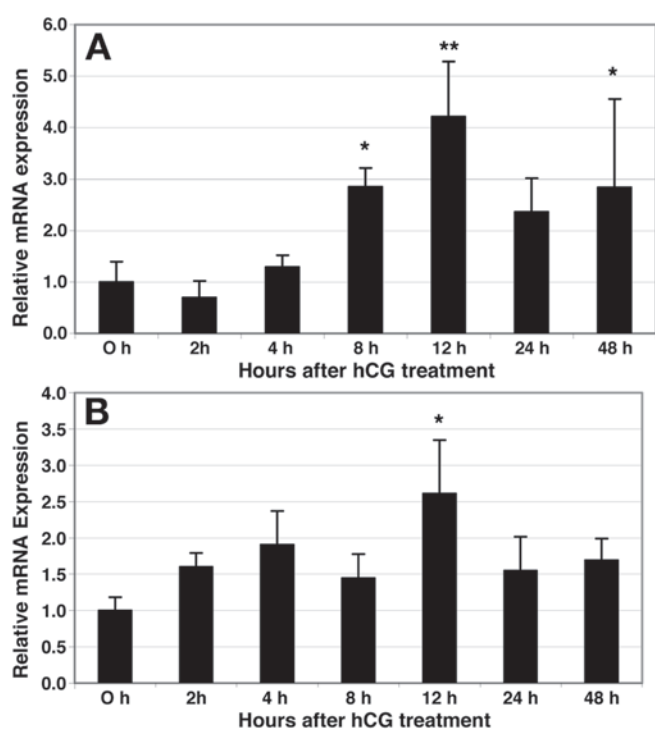 A
Relative mRNA expression
6.0
5.0
4.0
3.0
2.0
1.0
0.0
* ** *
O h 2h 4 h 8 h 12 h 24 h 48 h
Hours after hCG treatment
B
Relative mRNA Expression
4.0
3.5
3.0
2.5
2.0
1.5
1.0
0.5
0.0
*
O h 2h 4 h 8 h 12 h 24 h 48 h
Hours after hCG treatment